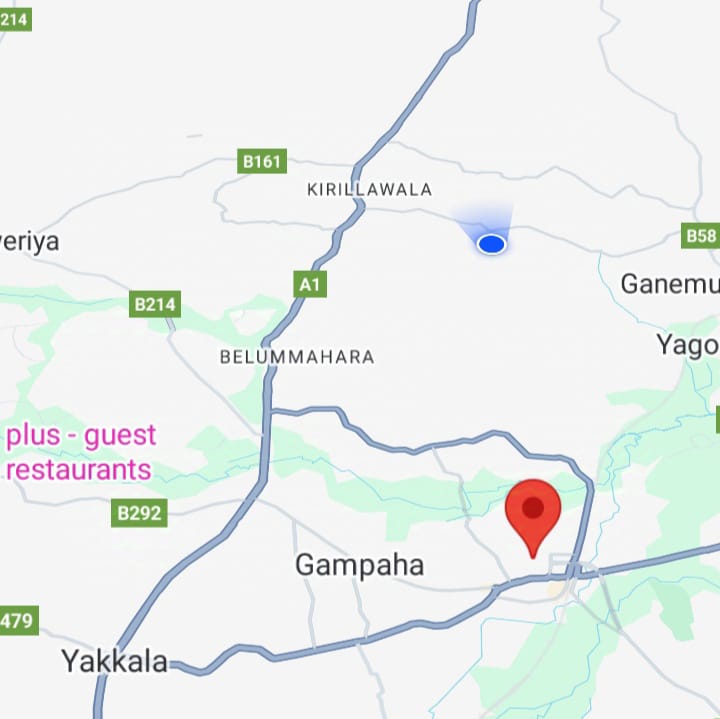 214
B161
KIRILLAWALA
veriya
B58
Ganemu
A1
B214
Yago
BELUMMAHARA
plus - guest
restaurants
B292
Gampaha
479
Yakkala